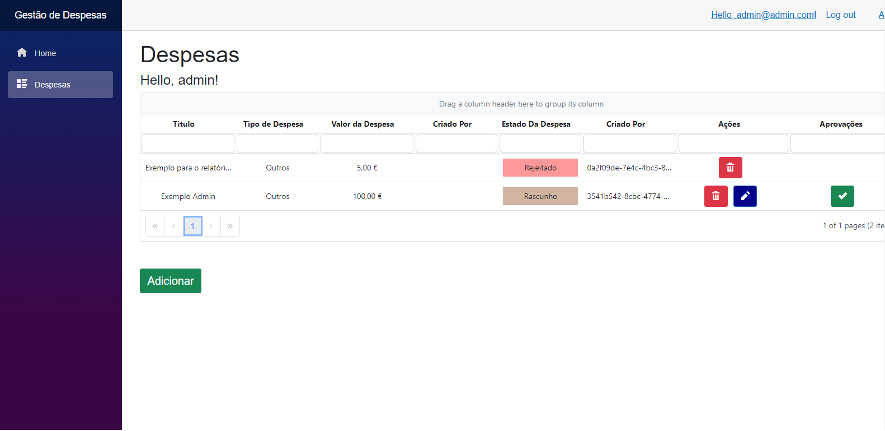 Gestão de Despesas
Hello, admin@admin.com! Log out A
Home
Despesas
Despesas
Hello, admin!
Drag a column header here to group its column
Titulo Tipo de Despesa Valor da Despesa Criado Por Estado Da Despesa Criado Por Ações Aprovações
Exemplo para o relatóri... Outros 5,00 € Rejeitado 0a2f09de-7e4c-4bc3-8...
Exemplo Admin Outros 100,00 € Rascunho 3541b542-8cbc-4774-...
« ‹ 1 › » 1 of 1 pages (2 ite
Adicionar